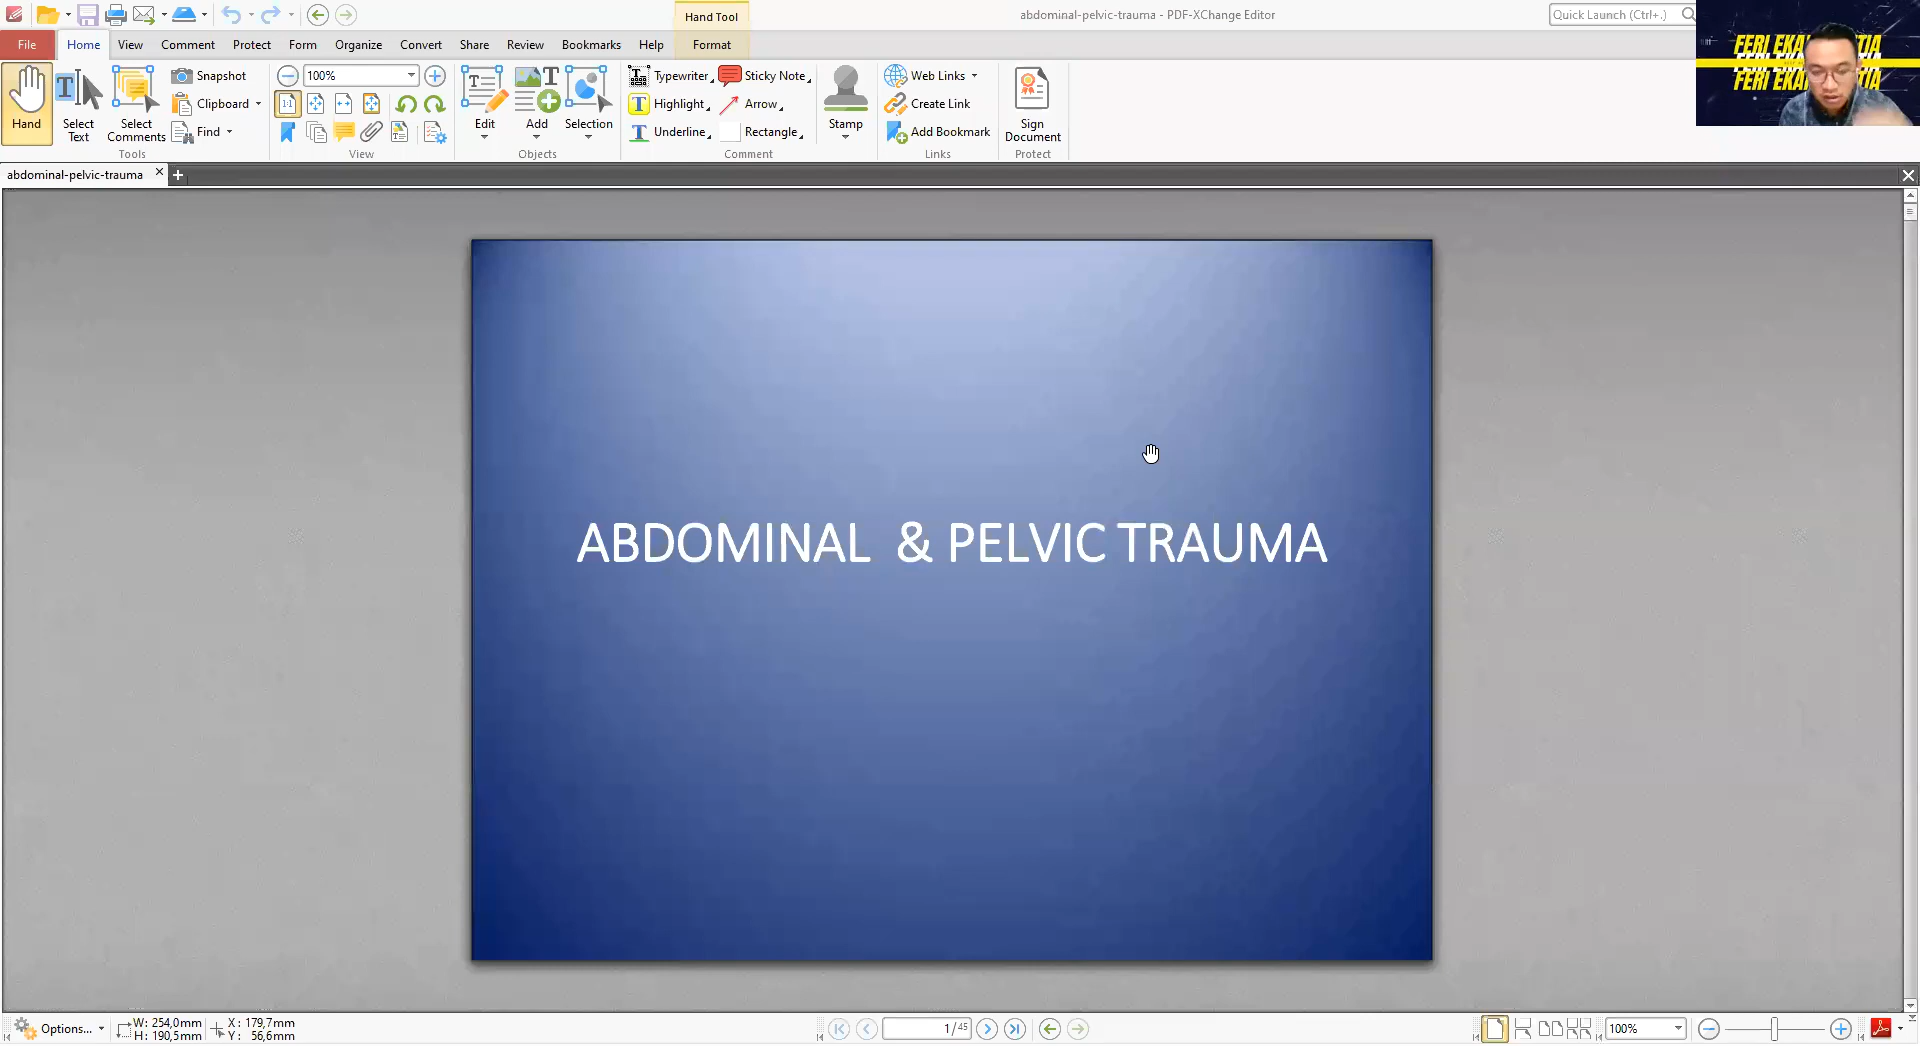 Hand Tool
abdominal-pelvic-trauma - PDF-XChange Editor
Quick Launch (Ctrl+.)
File
Home
View
Comment
Protect
Form
Organize
Convert
Share
Review
Bookmarks
Help
Format
Hand
Select
Text
Select
Comments
Snapshot
Clipboard
Find
Tools
100%
View
Edit
Add
Selection
Objects
Typewriter
Highlight
Underline
Sticky Note
Arrow
Rectangle
Comment
Stamp
Web Links
Create Link
Add Bookmark
Links
Sign
Document
Protect
abdominal-pelvic-trauma
ABDOMINAL & PELVIC TRAUMA
Options...
W: 254,0mm
H: 190,5mm
X: 179,7mm
Y: 56,6mm
1/45
100%